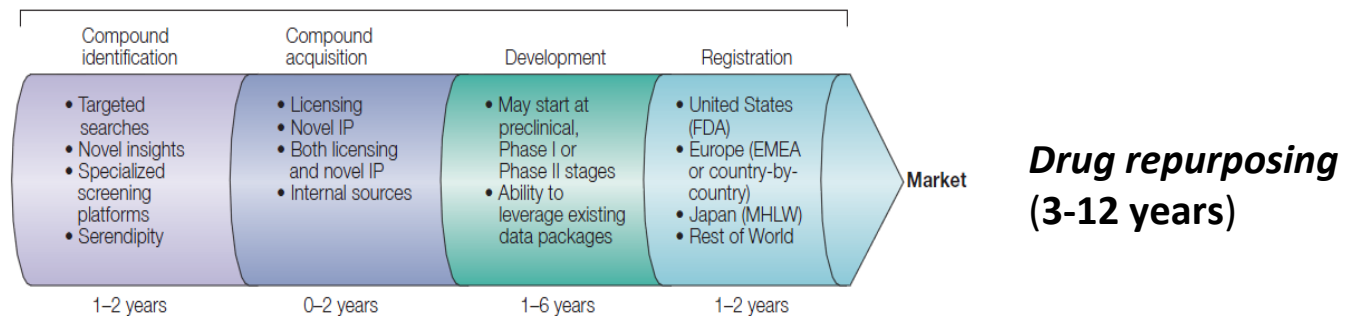 Compound
identification
• Targeted
searches
• Novel insights
• Specialized
screening
platforms
• Serendipity
1–2 years
Compound
acquisition
• Licensing
• Novel IP
• Both licensing
and novel IP
• Internal sources
0–2 years
Development
• May start at
preclinical,
Phase I or
Phase II stages
• Ability to
leverage existing
data packages
1–6 years
Registration
• United States
(FDA)
• Europe (EMEA
or country-by-
country)
• Japan (MHLW)
• Rest of World
1–2 years
Market
Drug repurposing
(3-12 years)